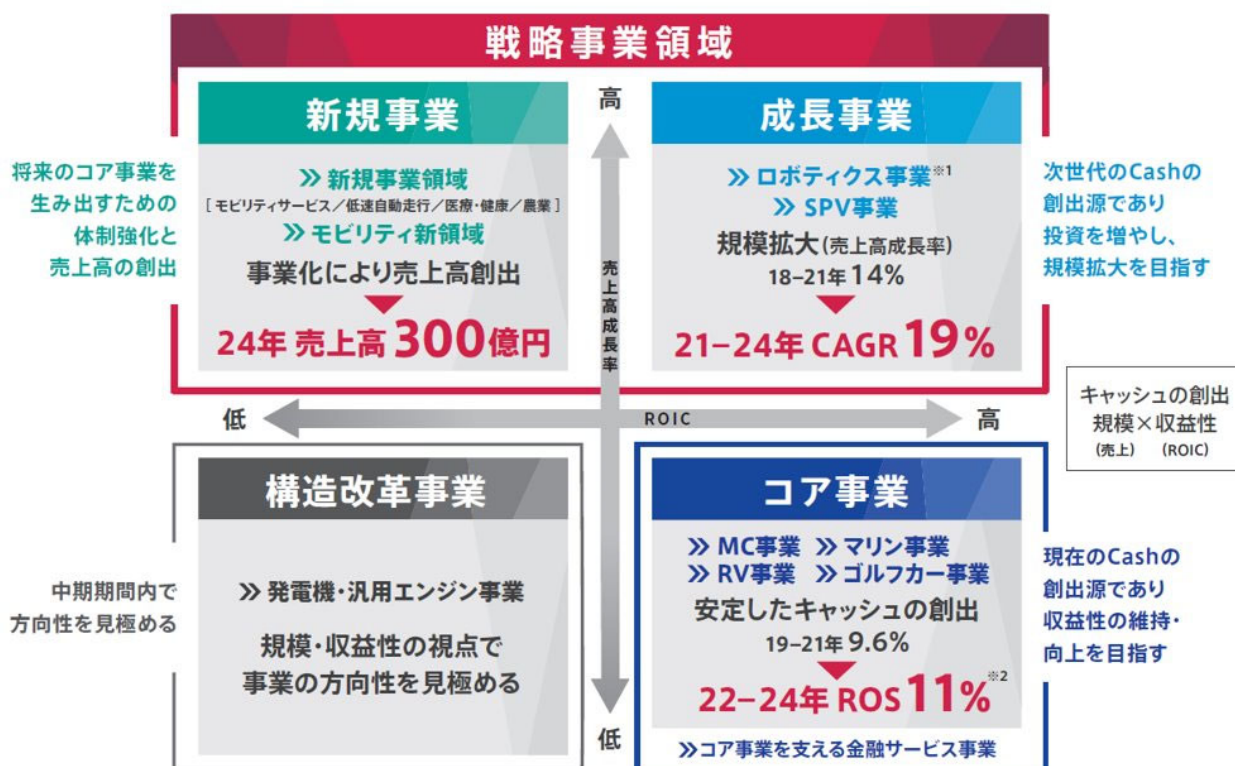 戦略事業領域
将来のコア事業を
生み出すための
体制強化と
売上高の創出
新規事業
≫ 新規事業領域
[ モビリティサービス／低速自動走行／医療・健康／農業 ]
≫ モビリティ新領域
事業化により売上高創出
24年 売上高 300億円
高
売上高成長率
成長事業
≫ ロボティクス事業※1
≫ SPV事業
規模拡大(売上高成長率)
18–21年 14%
21–24年 CAGR 19%
次世代のCashの
創出源であり
投資を増やし、
規模拡大を目指す
低
ROIC
高
キャッシュの創出
規模×収益性
(売上) (ROIC)
中期期間内で
方向性を見極める
構造改革事業
≫ 発電機・汎用エンジン事業
規模・収益性の視点で
事業の方向性を見極める
低
コア事業
≫ MC事業 ≫ マリン事業
≫ RV事業 ≫ ゴルフカー事業
安定したキャッシュの創出
19–21年 9.6%
22–24年 ROS 11%※2
≫コア事業を支える金融サービス事業
現在のCashの
創出源であり
収益性の維持・
向上を目指す